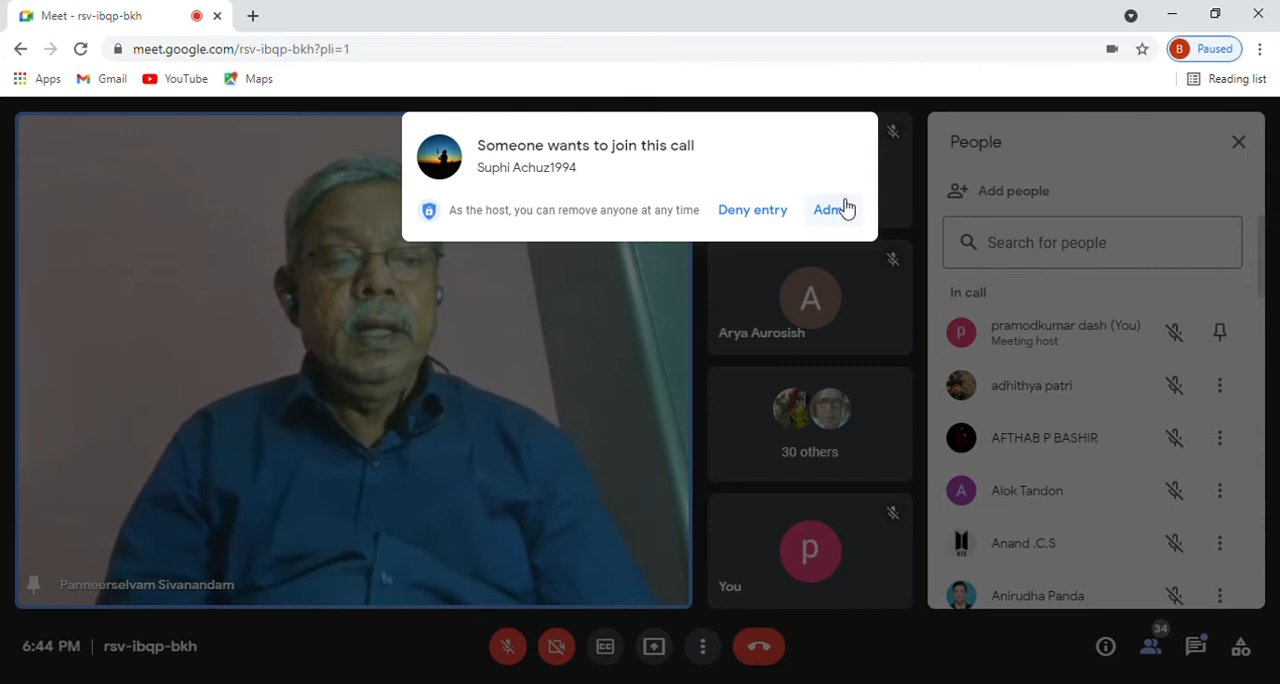 Meet - rsv-ibqp-bkh
meet.google.com/rsv-ibqp-bkh?pli=1
B Paused
Apps Gmail YouTube Maps Reading list
Someone wants to join this call
Suphi Achuz1994
As the host, you can remove anyone at any time Deny entry
People
Add people
Search for people
In call
p pramodkumar dash (You)
Meeting host
adhithya patri
AFTHAB P BASHIR
A Alok Tandon
Anand .C.S
Anirudha Panda
A
Arya Aurosish
30 others
p
You
Panneerselvam Sivanandam
6:44 PM | rsv-ibqp-bkh
CC
34